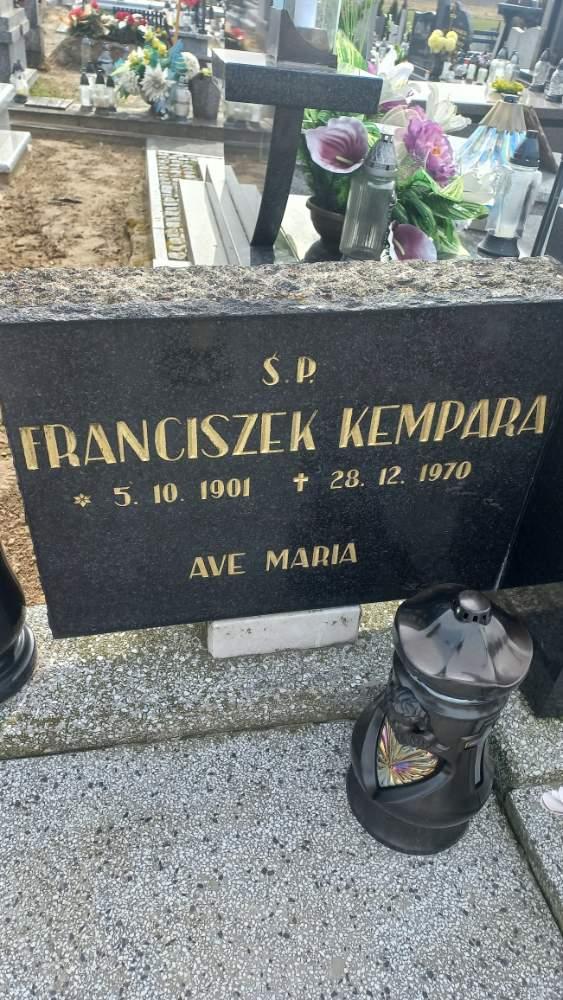 Ś.P.
FRANCISZEK KEMPARA
* 5. 10. 1901 ✝ 28. 12. 1970
AVE MARIA